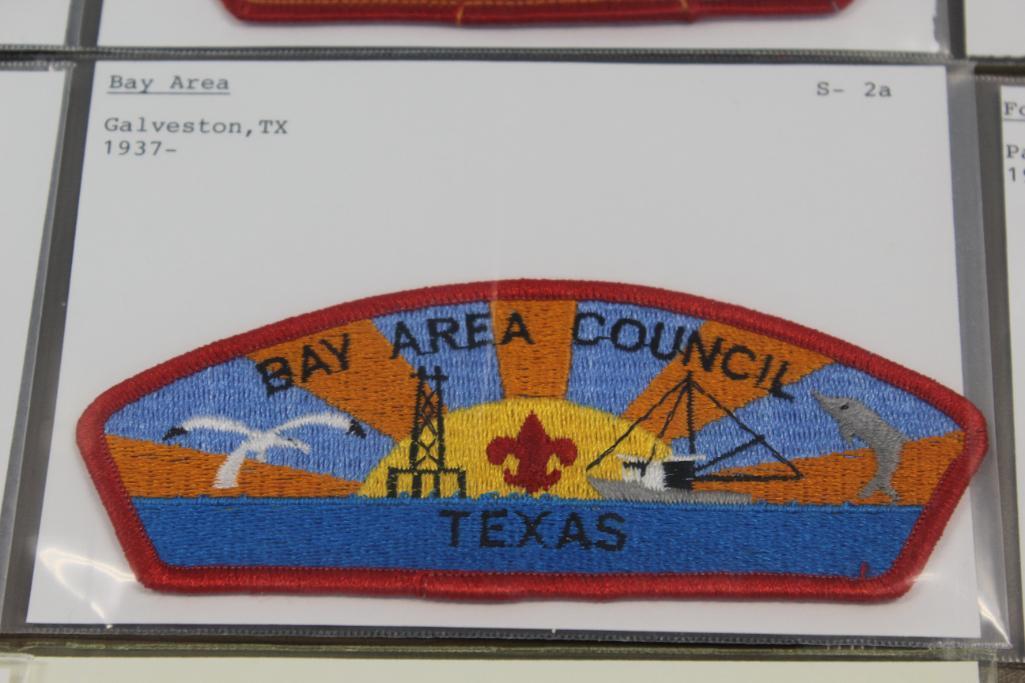 Bay Area
S- 2a
Galveston,TX
1937-
BAY AREA COUNCIL
TEXAS